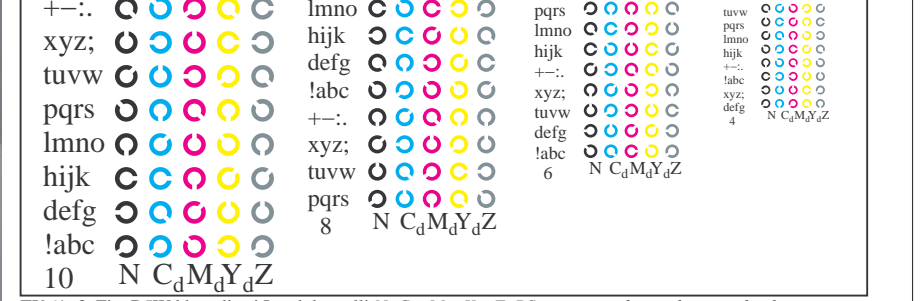 +−:.
xyz;
tuvw
pqrs
lmno
hijk
defg
!abc
10 N CdMdYdZ
lmno
hijk
defg
!abc
+−:.
xyz;
tuvw
pqrs
8 N CdMdYdZ
pqrs
lmno
hijk
+−:.
xyz;
tuvw
defg
!abc
6 N CdMdYdZ
tuvw
pqrs
lmno
hijk
+−:.
!abc
xyz;
defg
4 N CdMdYdZ